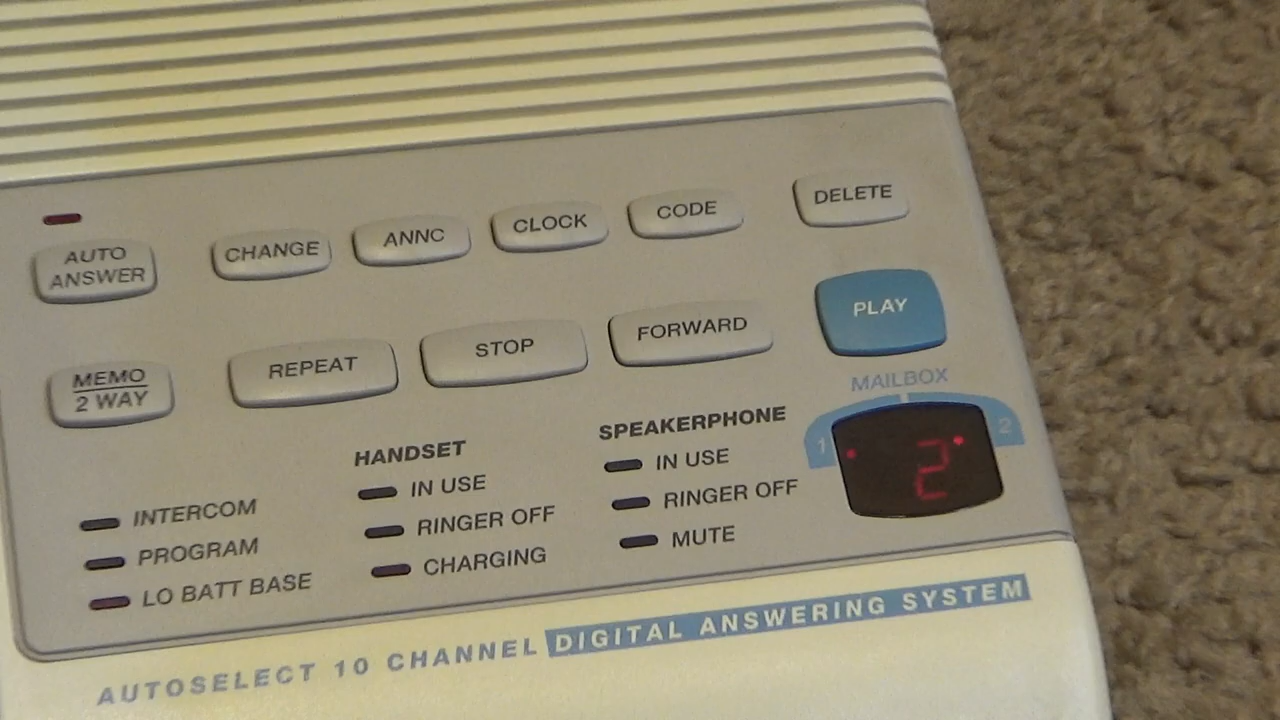 AUTO
ANSWER
CHANGE
ANNC
CLOCK
CODE
DELETE
MEMO
2 WAY
REPEAT
STOP
FORWARD
PLAY
MAILBOX
1
2
2
INTERCOM
PROGRAM
LO BATT BASE
HANDSET
IN USE
RINGER OFF
CHARGING
SPEAKERPHONE
IN USE
RINGER OFF
MUTE
AUTOSELECT 10 CHANNEL DIGITAL ANSWERING SYSTEM